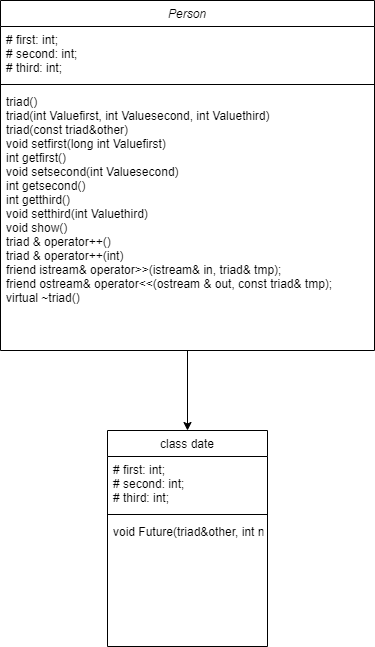 Person
# first: int;
# second: int;
# third: int;
triad()
triad(int Valuefirst, int Valuesecond, int Valuethird)
triad(const triad&other)
void setfirst(long int Valuefirst)
int getfirst()
void setsecond(int Valuesecond)
int getsecond()
int getthird()
void setthird(int Valuethird)
void show()
triad & operator++()
triad & operator++(int)
friend istream& operator>>(istream& in, triad& tmp);
friend ostream& operator<<(ostream & out, const triad& tmp);
virtual ~triad()
class date
# first: int;
# second: int;
# third: int;
void Future(triad&other, int n